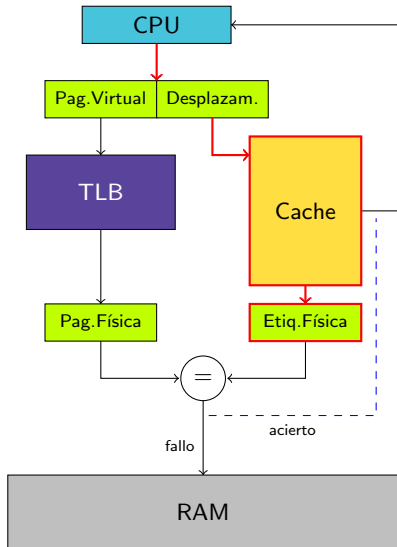 CPU
Pag.Virtual
Desplazam.
TLB
Cache
Pag.Física
Etiq.Física
=
acierto
fallo
RAM